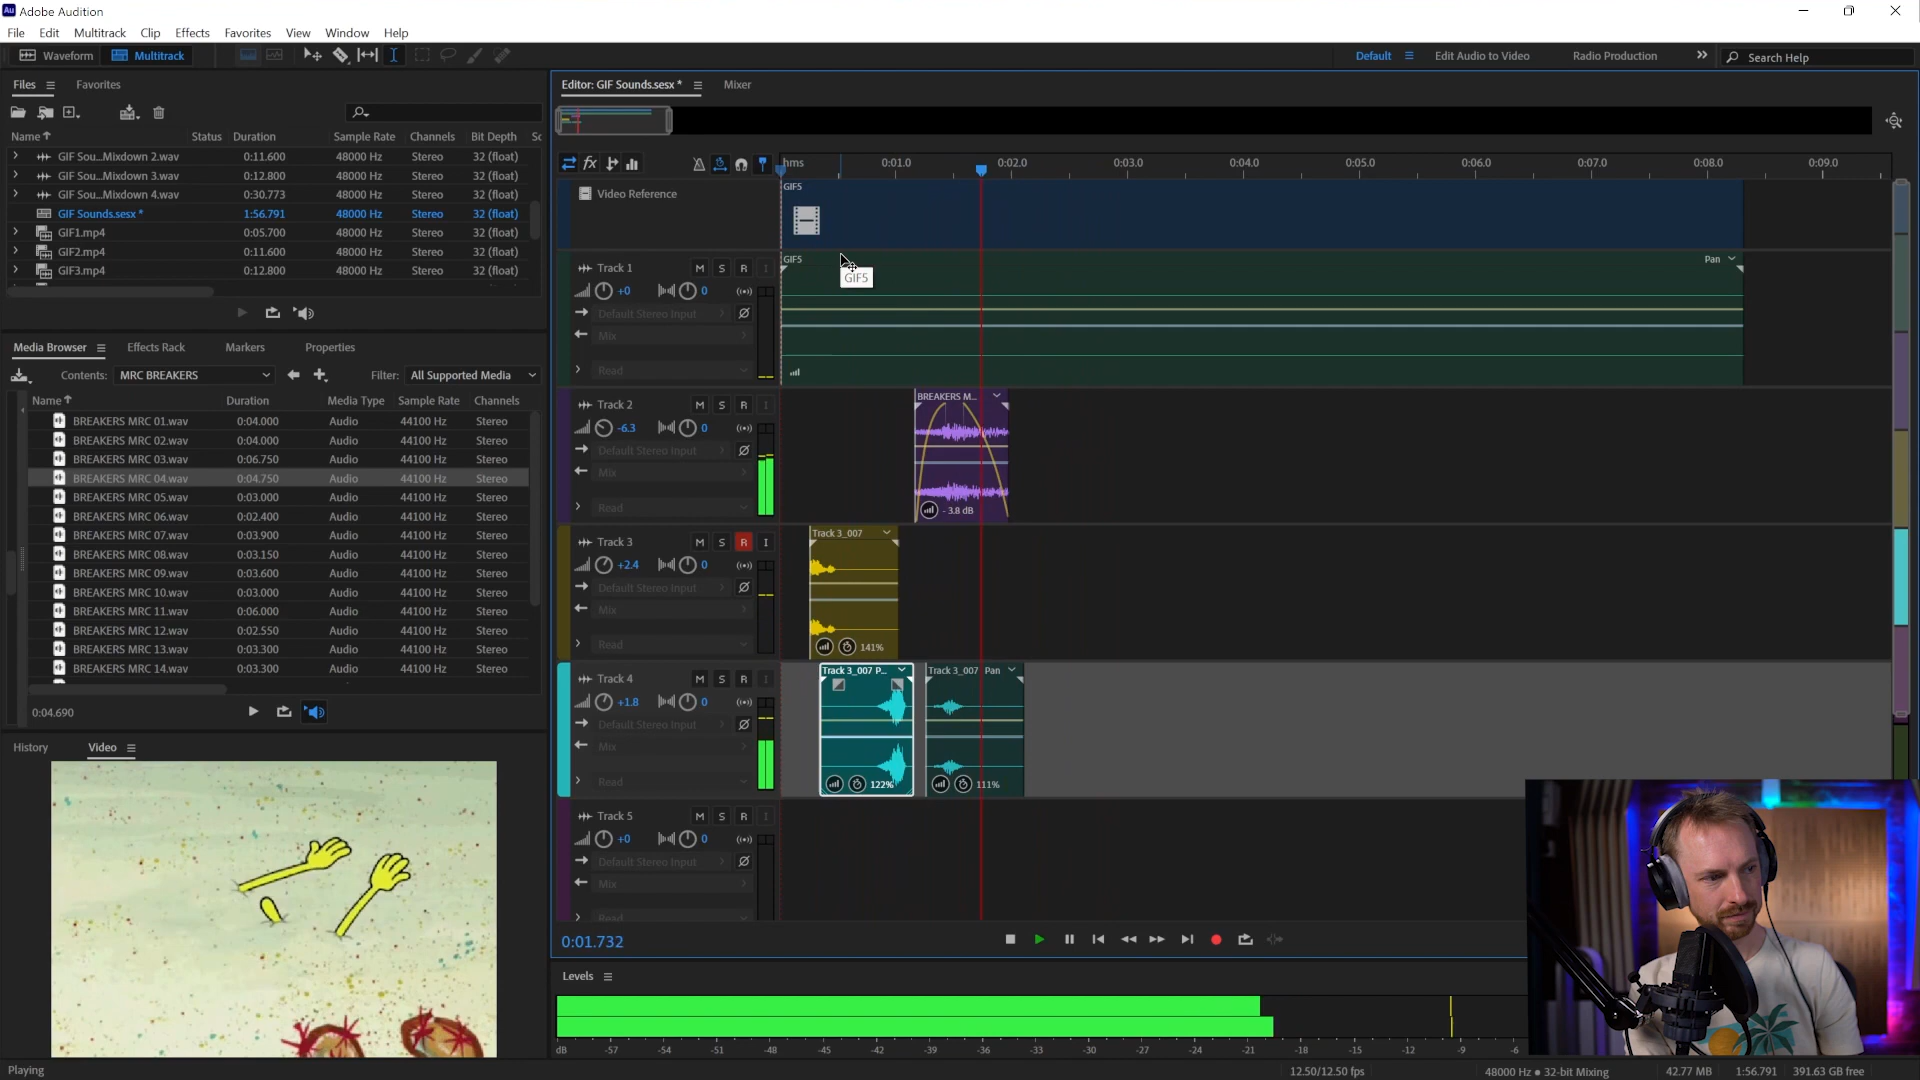 Au Adobe Audition
File Edit Multitrack Clip Effects Favorites View Window Help
Waveform Multitrack Default Edit Audio to Video Radio Production Search Help
Files Favorites
Name Status Duration Sample Rate Channels Bit Depth Sc
GIF Sou...Mixdown 2.wav 0:11.600 48000 Hz Stereo 32 (float)
GIF Sou...Mixdown 3.wav 0:12.800 48000 Hz Stereo 32 (float)
GIF Sou...Mixdown 4.wav 0:30.773 48000 Hz Stereo 32 (float)
GIF Sounds.sesx * 1:56.791 48000 Hz Stereo 32 (float)
GIF1.mp4 0:05.700 48000 Hz Stereo 32 (float)
GIF2.mp4 0:11.600 48000 Hz Stereo 32 (float)
GIF3.mp4 0:12.800 48000 Hz Stereo 32 (float)
Media Browser Effects Rack Markers Properties
Contents: MRC BREAKERS Filter: All Supported Media
Name Duration Media Type Sample Rate Channels
BREAKERS MRC 01.wav 0:04.000 Audio 44100 Hz Stereo
BREAKERS MRC 02.wav 0:04.000 Audio 44100 Hz Stereo
BREAKERS MRC 03.wav 0:06.750 Audio 44100 Hz Stereo
BREAKERS MRC 04.wav 0:04.750 Audio 44100 Hz Stereo
BREAKERS MRC 05.wav 0:03.000 Audio 44100 Hz Stereo
BREAKERS MRC 06.wav 0:02.400 Audio 44100 Hz Stereo
BREAKERS MRC 07.wav 0:03.900 Audio 44100 Hz Stereo
BREAKERS MRC 08.wav 0:03.150 Audio 44100 Hz Stereo
BREAKERS MRC 09.wav 0:03.600 Audio 44100 Hz Stereo
BREAKERS MRC 10.wav 0:03.000 Audio 44100 Hz Stereo
BREAKERS MRC 11.wav 0:06.000 Audio 44100 Hz Stereo
BREAKERS MRC 12.wav 0:02.550 Audio 44100 Hz Stereo
BREAKERS MRC 13.wav 0:03.300 Audio 44100 Hz Stereo
BREAKERS MRC 14.wav 0:03.300 Audio 44100 Hz Stereo
0:04.690
History Video
Editor: GIF Sounds.sesx * Mixer
fx hms 0:01.0 0:02.0 0:03.0 0:04.0 0:05.0 0:06.0 0:07.0 0:08.0 0:09.0
Video Reference GIF5
Track 1 M S R I GIF5 Pan
GIF5
+0 0
Default Stereo Input
Mix
Read
Track 2 M S R I BREAKERS M...
-6.3 0
Default Stereo Input
Mix
Read - 3.8 dB
Track 3 M S R I Track 3_007
+2.4 0
Default Stereo Input
Mix
Read 141%
Track 4 M S R I Track 3_007 P... Track 3_007 Pan
+1.8 0
Default Stereo Input
Mix
Read 122% 111%
Track 5 M S R I
+0 0
Default Stereo Input
Mix
Read
0:01.732
Levels
dB -57 -54 -51 -48 -45 -42 -39 -36 -33 -30 -27 -24 -21 -18 -15 -12 -9 -6
Playing 12.50/12.50 fps 48000 Hz ● 32-bit Mixing 42.77 MB 1:56.791 391.63 GB free